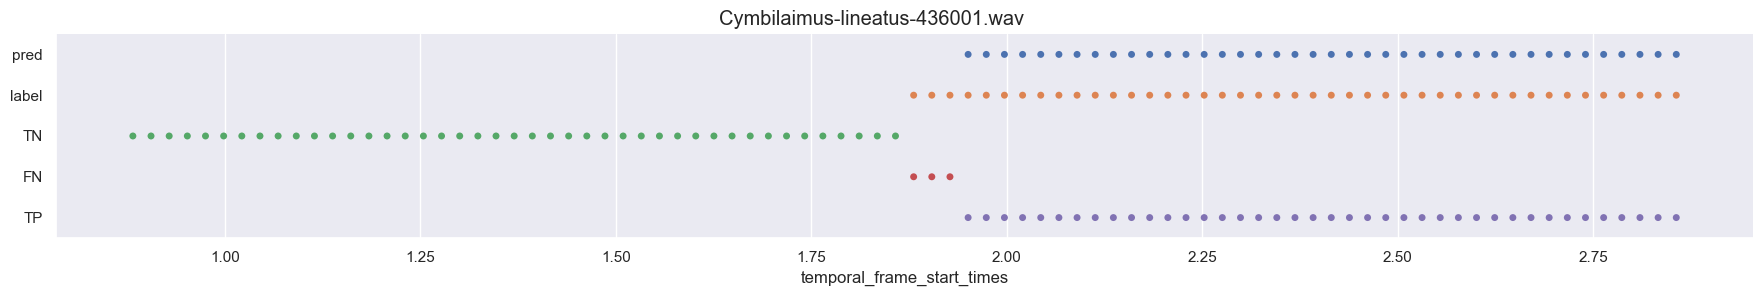 Cymbilaimus-lineatus-436001.wav
pred
label
TN
FN
TP
1.00 1.25 1.50 1.75 2.00 2.25 2.50 2.75
temporal_frame_start_times